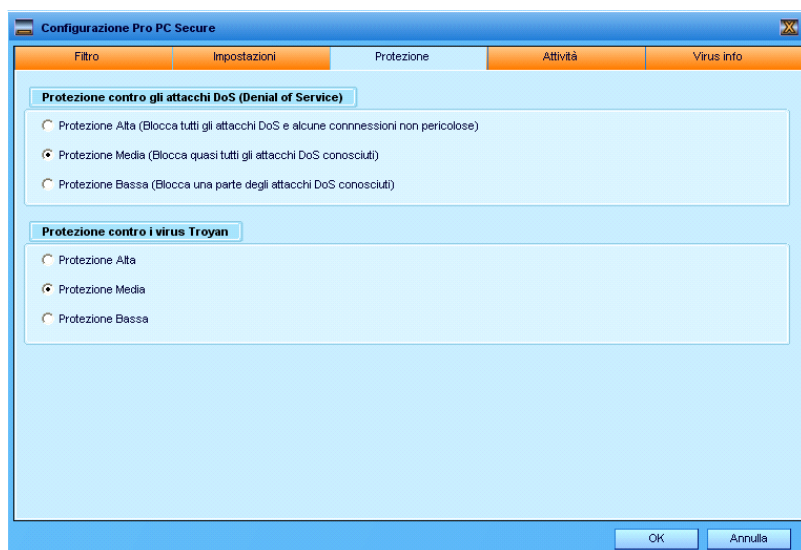 Configurazione Pro PC Secure
Filtro Impostazioni Protezione Attività Virus info
Protezione contro gli attacchi DoS (Denial of Service)
Protezione Alta (Blocca tutti gli attacchi DoS e alcune connnessioni non pericolose)
Protezione Media (Blocca quasi tutti gli attacchi DoS conosciuti)
Protezione Bassa (Blocca una parte degli attacchi DoS conosciuti)
Protezione contro i virus Troyan
Protezione Alta
Protezione Media
Protezione Bassa
OK Annulla